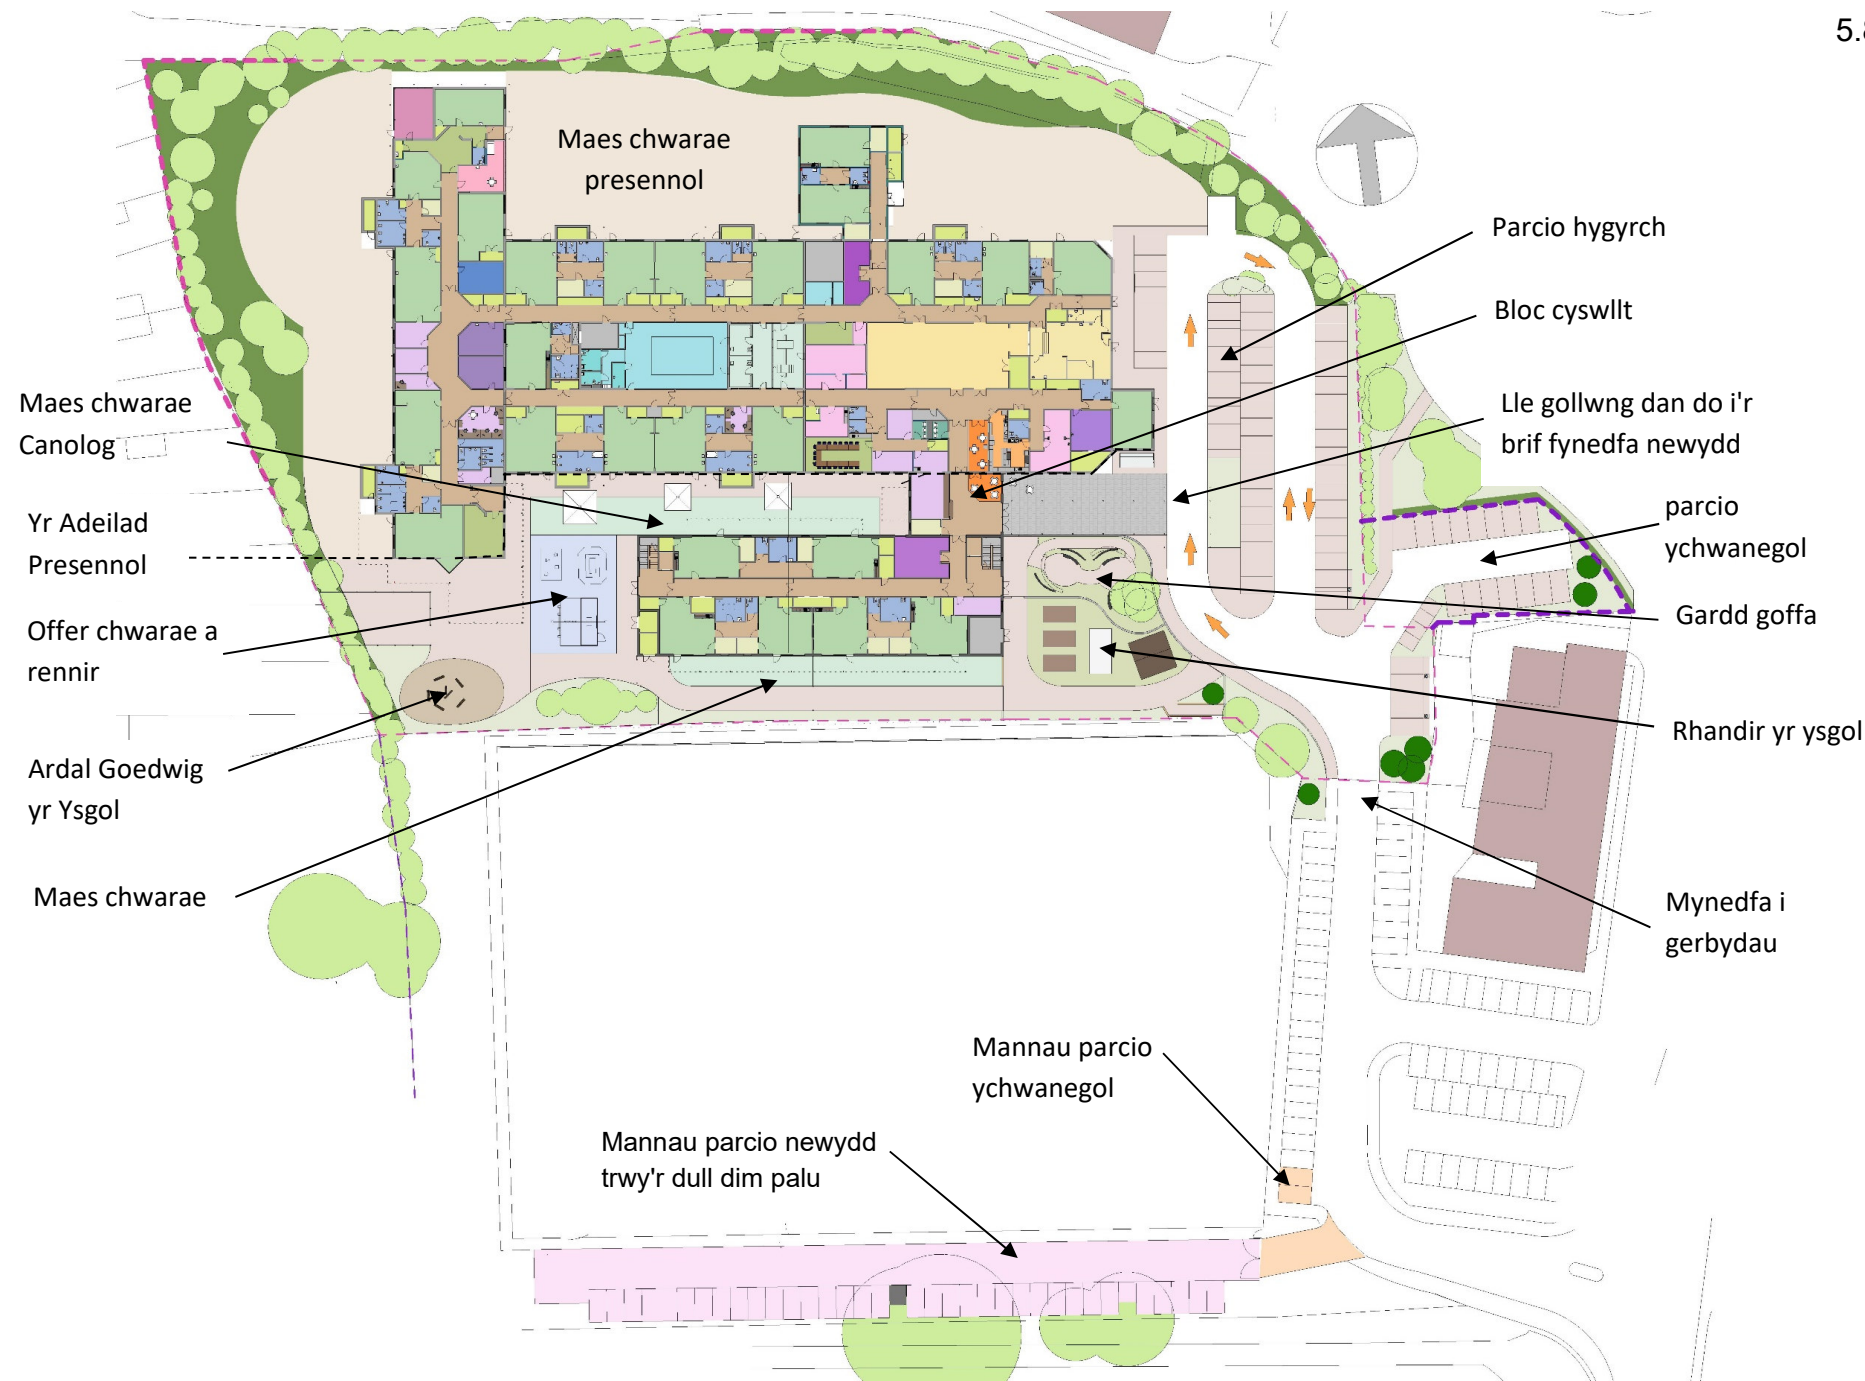 5.8
Maes chwarae
presennol
Parcio hygyrch
Bloc cyswllt
Lle gollwng dan do i'r
brif fynedfa newydd
parcio
ychwanegol
Gardd goffa
Rhandir yr ysgol
Mynedfa i
gerbydau
Maes chwarae
Canolog
Yr Adeilad
Presennol
Offer chwarae a
rennir
Ardal Goedwig
yr Ysgol
Maes chwarae
Mannau parcio
ychwanegol
Mannau parcio newydd
trwy'r dull dim palu